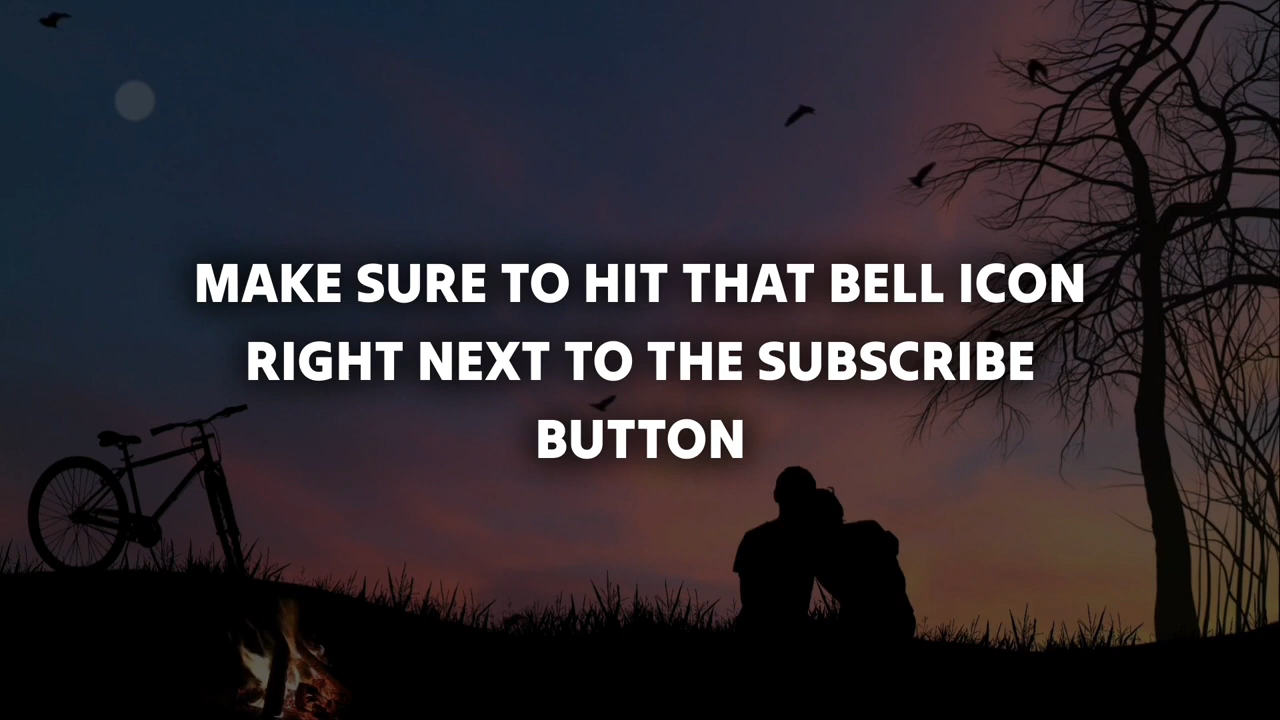 MAKE SURE TO HIT THAT BELL ICON
RIGHT NEXT TO THE SUBSCRIBE
BUTTON